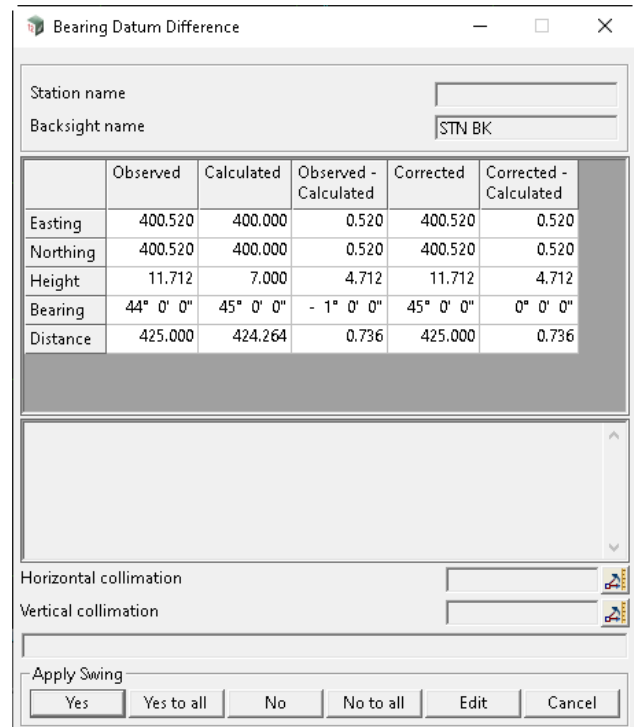 Bearing Datum Difference
Station name
Backsight name STN BK
Observed Calculated Observed - Calculated Corrected Corrected - Calculated
Easting 400.520 400.000 0.520 400.520 0.520
Northing 400.520 400.000 0.520 400.520 0.520
Height 11.712 7.000 4.712 11.712 4.712
Bearing 44° 0' 0" 45° 0' 0" - 1° 0' 0" 45° 0' 0" 0° 0' 0"
Distance 425.000 424.264 0.736 425.000 0.736
Horizontal collimation
Vertical collimation
Apply Swing
Yes Yes to all No No to all Edit Cancel